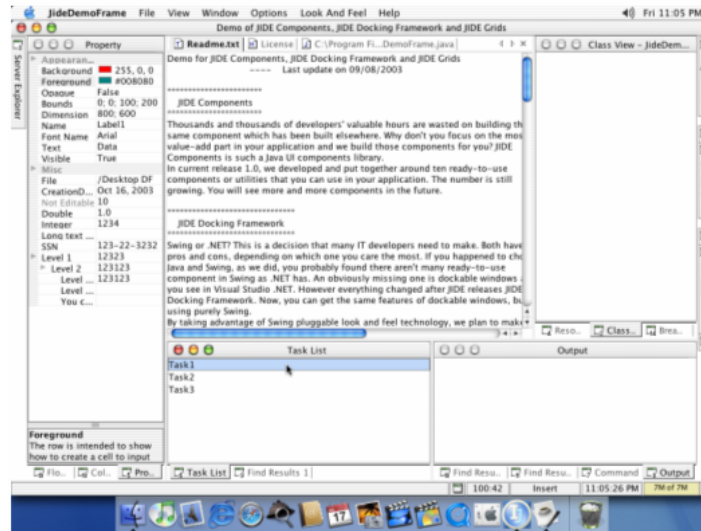 JideDemoFrame File View Window Options Look And Feel Help
Fri 11:05 PM
Demo of JIDE Components, JIDE Docking Framework and JIDE Grids
Server Explorer
Property
Appearan...
Background 255, 0, 0
Foreground #008080
Opaque False
Bounds 0; 0; 100; 200
Dimension 800; 600
Name Label1
Font Name Arial
Text Data
Visible True
Misc
File /Desktop DF
CreationD... Oct 16, 2003
Not Editable 10
Double 1.0
Integer 1234
Long text ...
SSN 123-22-3232
Level 1 12323
Level 2 123123
Level ... 123123
Level ...
You c...
Foreground
The row is intended to show
how to create a cell to input
Flo.. Col.. Pro..
Readme.txt License C:\Program Fi...DemoFrame.java
Demo for JIDE Components, JIDE Docking Framework and JIDE Grids
---- Last update on 09/08/2003
JIDE Components
Thousands and thousands of developers' valuable hours are wasted on building th
same component which has been built elsewhere. Why don't you focus on the mos
value-add part in your application and we build those components for you? JIDE
Components is such a Java UI components library.
In current release 1.0, we developed and put together around ten ready-to-use
components or utilities that you can use in your application. The number is still
growing. You will see more and more components in the future.
JIDE Docking Framework
Swing or .NET? This is a decision that many IT developers need to make. Both have
pros and cons, depending on which one you care the most. If you happened to cho
Java and Swing, as we did, you probably found there aren't many ready-to-use
component in Swing as .NET has. An obviously missing one is dockable windows
you see in Visual Studio .NET. However everything changed after JIDE releases JIDE
Docking Framework. Now, you can get the same features of dockable windows, bu
using purely Swing.
By taking advantage of Swing pluggable look and feel technology, we plan to make
Class View - JideDem...
Reso.. Class.. Brea..
Task List
Task1
Task2
Task3
Task List Find Results 1
Output
Find Resu.. Find Resu.. Command Output
100:42 Insert 11:05:26 PM 7M of 7M
17